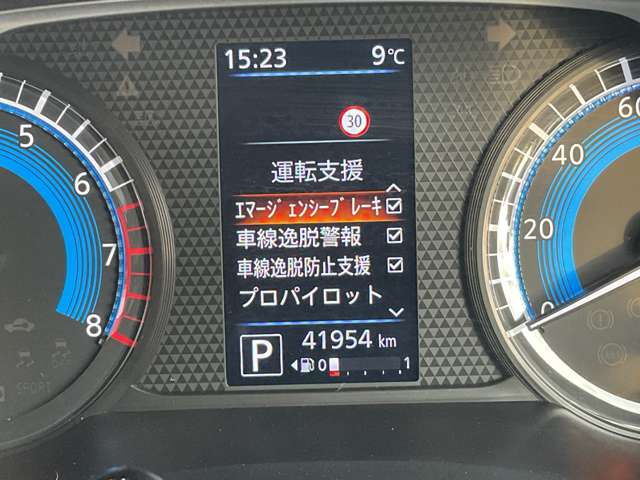 15:23 9℃
30
運転支援
ｴﾏｰｼﾞｪﾝｼｰﾌﾞﾚｰｷ
車線逸脱警報
車線逸脱防止支援
プロパイロット
P 41954 km
0 1
5
6
7
8
SPORT
60
40
20
0